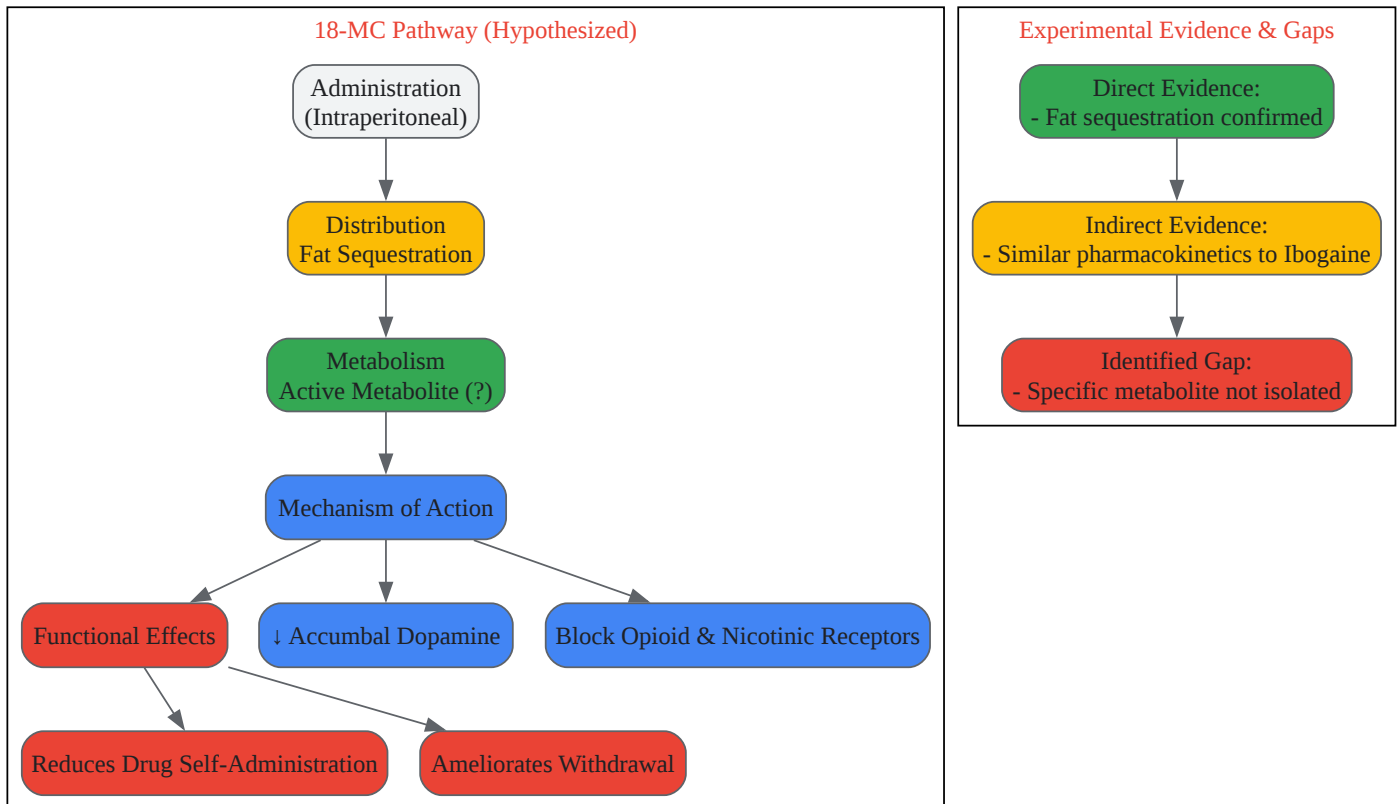 18-MC Pathway (Hypothesized)
Administration
(Intraperitoneal)
Distribution
Fat Sequestration
Metabolism
Active Metabolite (?)
Mechanism of Action
Functional Effects
↓ Accumbal Dopamine
Block Opioid & Nicotinic Receptors
Reduces Drug Self-Administration
Ameliorates Withdrawal
Experimental Evidence & Gaps
Direct Evidence:
- Fat sequestration confirmed
Indirect Evidence:
- Similar pharmacokinetics to Ibogaine
Identified Gap:
- Specific metabolite not isolated